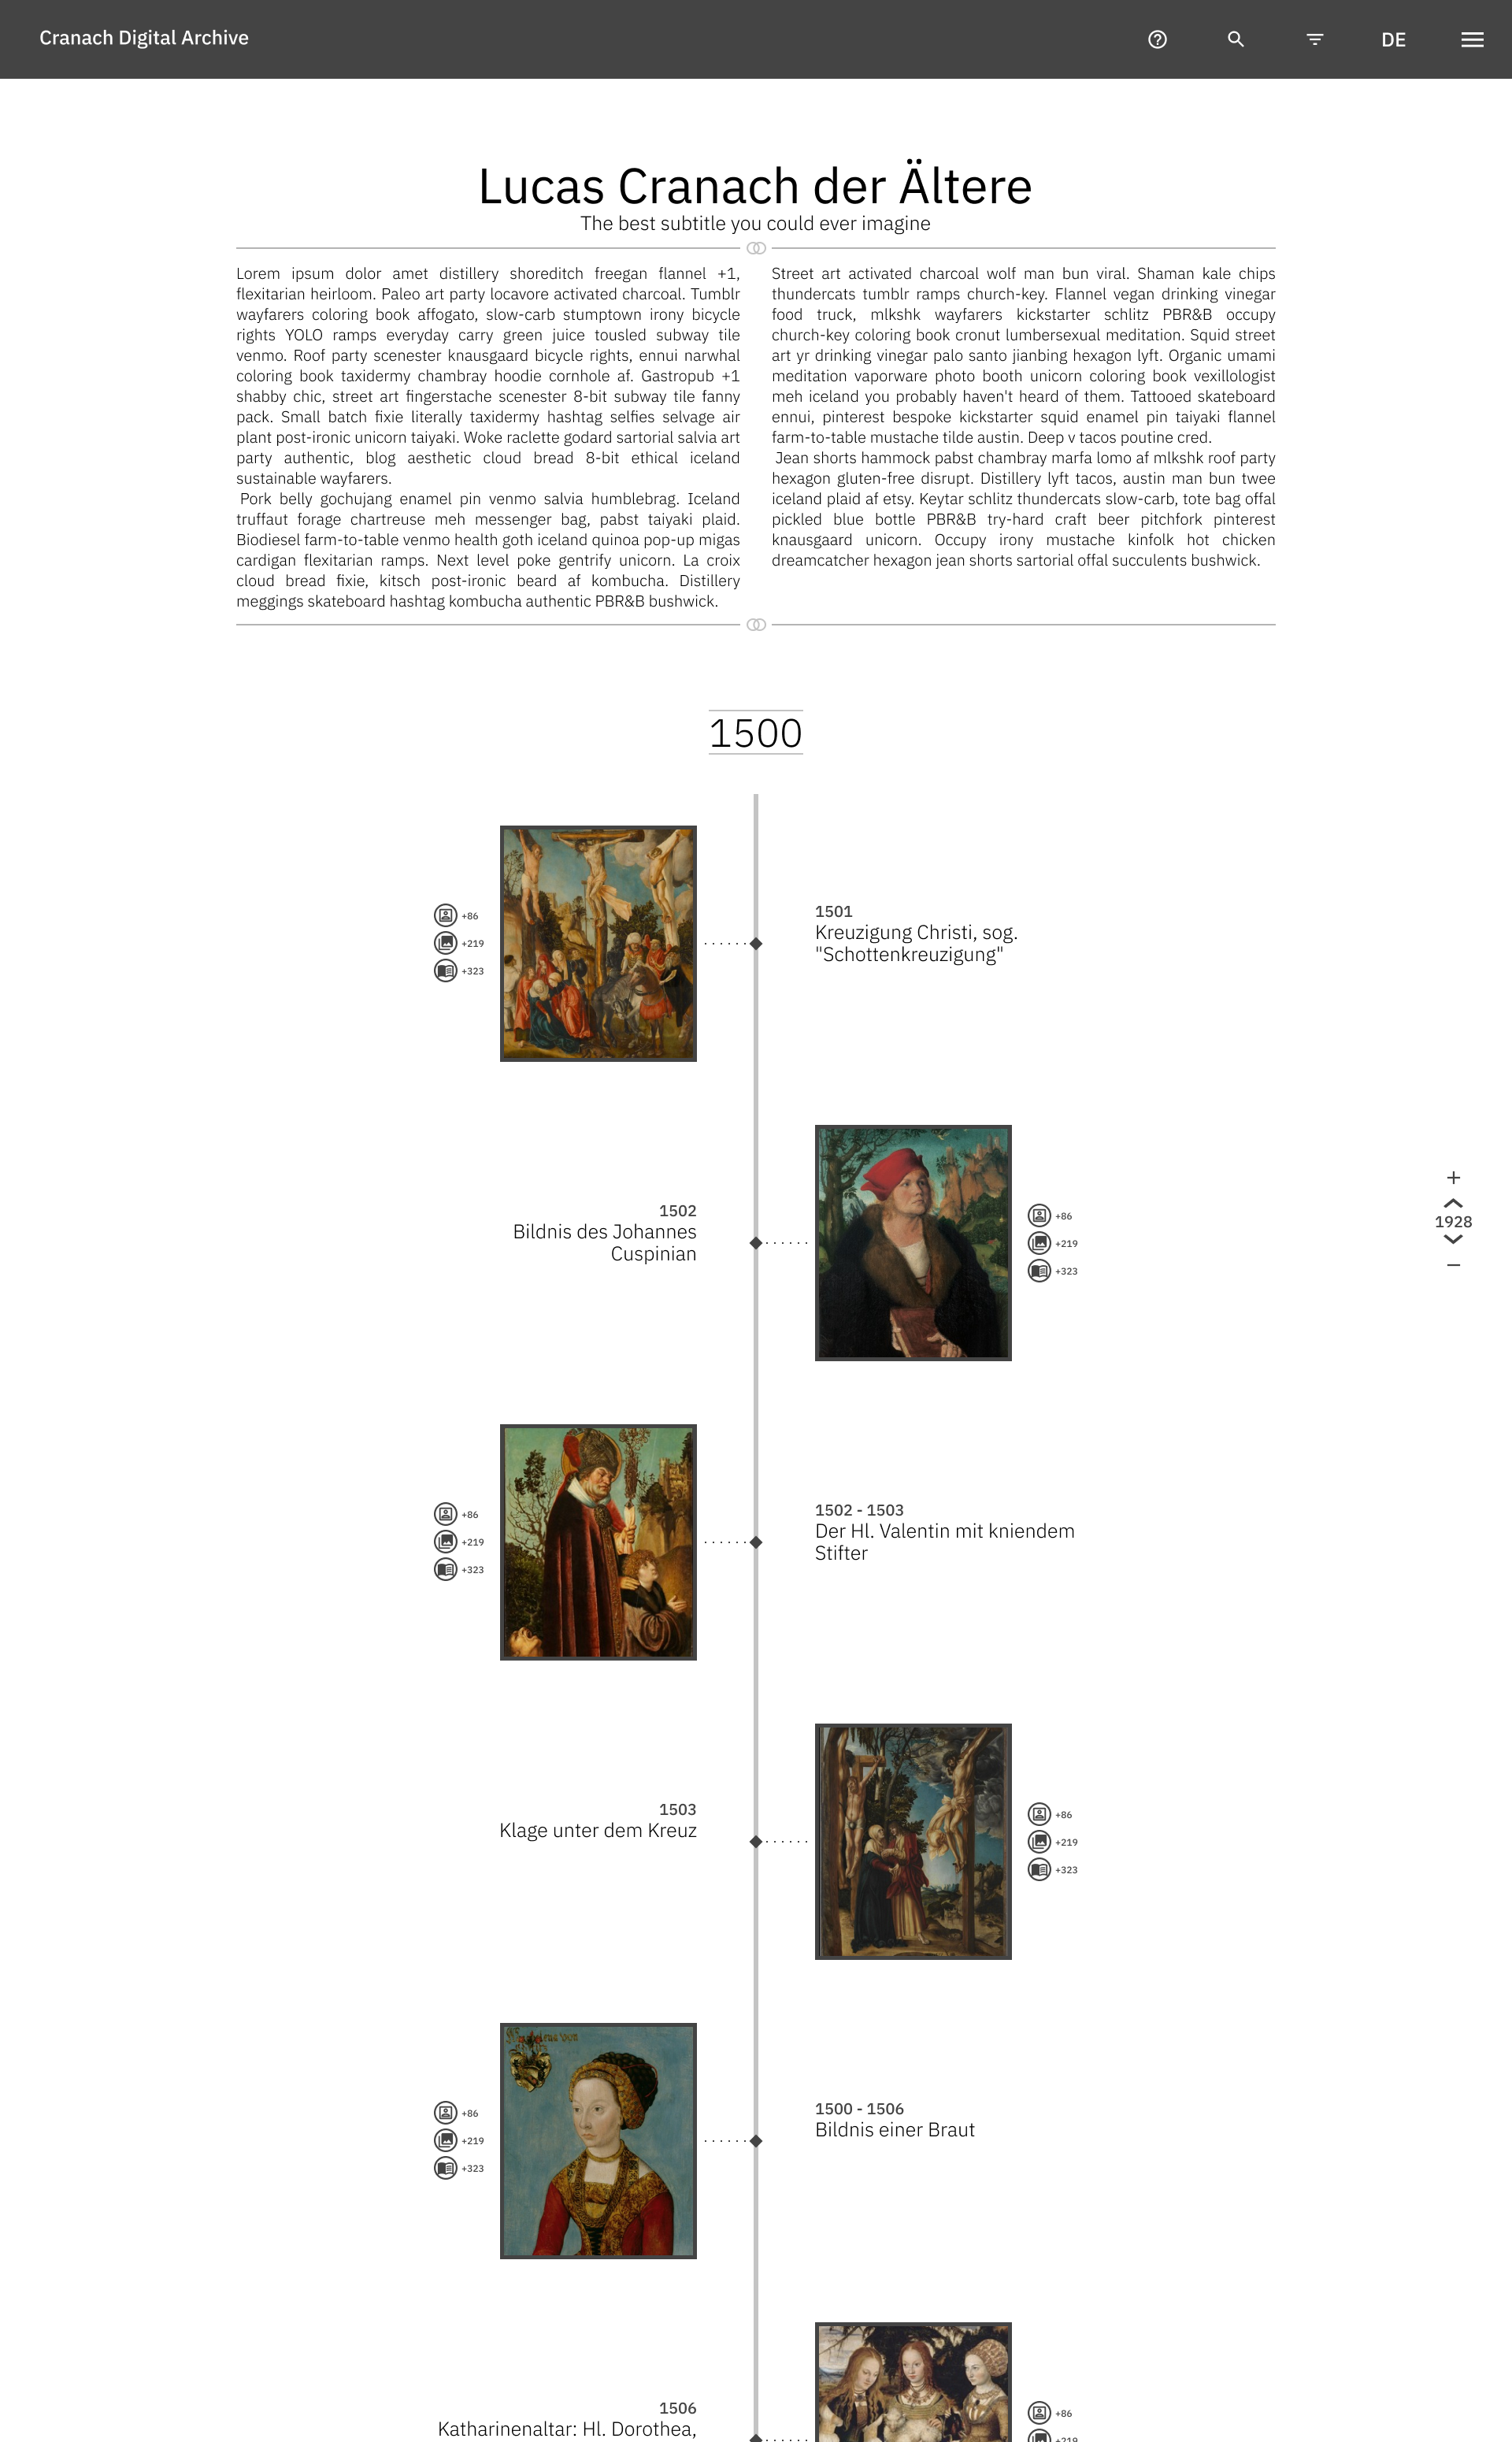 Cranach Digital Archive
DE
Lucas Cranach der Ältere
The best subtitle you could ever imagine
Lorem ipsum dolor amet distillery shoreditch freegan flannel +1,
flexitarian heirloom. Paleo art party locavore activated charcoal. Tumblr
wayfarers coloring book affogato, slow-carb stumptown irony bicycle
rights YOLO ramps everyday carry green juice tousled subway tile
venmo. Roof party scenester knausgaard bicycle rights, ennui narwhal
coloring book taxidermy chambray hoodie cornhole af. Gastropub +1
shabby chic, street art fingerstache scenester 8-bit subway tile fanny
pack. Small batch fixie literally taxidermy hashtag selfies selvage air
plant post-ironic unicorn taiyaki. Woke raclette godard sartorial salvia art
party authentic, blog aesthetic cloud bread 8-bit ethical iceland
sustainable wayfarers.
Pork belly gochujang enamel pin venmo salvia humblebrag. Iceland
truffaut forage chartreuse meh messenger bag, pabst taiyaki plaid.
Biodiesel farm-to-table venmo health goth iceland quinoa pop-up migas
cardigan flexitarian ramps. Next level poke gentrify unicorn. La croix
cloud bread fixie, kitsch post-ironic beard af kombucha. Distillery
meggings skateboard hashtag kombucha authentic PBR&B bushwick.
Street art activated charcoal wolf man bun viral. Shaman kale chips
thundercats tumblr ramps church-key. Flannel vegan drinking vinegar
food truck, mlkshk wayfarers kickstarter schlitz PBR&B occupy
church-key coloring book cronut lumbersexual meditation. Squid street
art yr drinking vinegar palo santo jianbing hexagon lyft. Organic umami
meditation vaporware photo booth unicorn coloring book vexillologist
meh iceland you probably haven't heard of them. Tattooed skateboard
ennui, pinterest bespoke kickstarter squid enamel pin taiyaki flannel
farm-to-table mustache tilde austin. Deep v tacos poutine cred.
Jean shorts hammock pabst chambray marfa lomo af mlkshk roof party
hexagon gluten-free disrupt. Distillery lyft tacos, austin man bun twee
iceland plaid af etsy. Keytar schlitz thundercats slow-carb, tote bag offal
pickled blue bottle PBR&B try-hard craft beer pitchfork pinterest
knausgaard unicorn. Occupy irony mustache kinfolk hot chicken
dreamcatcher hexagon jean shorts sartorial offal succulents bushwick.
1500
+86
+219
+323
1501
Kreuzigung Christi, sog.
"Schottenkreuzigung"
1502
Bildnis des Johannes
Cuspinian
+86
+219
+323
+
1928
−
+86
+219
+323
1502 - 1503
Der Hl. Valentin mit kniendem
Stifter
1503
Klage unter dem Kreuz
+86
+219
+323
+86
+219
+323
1500 - 1506
Bildnis einer Braut
1506
Katharinenaltar: Hl. Dorothea,
+86
+219